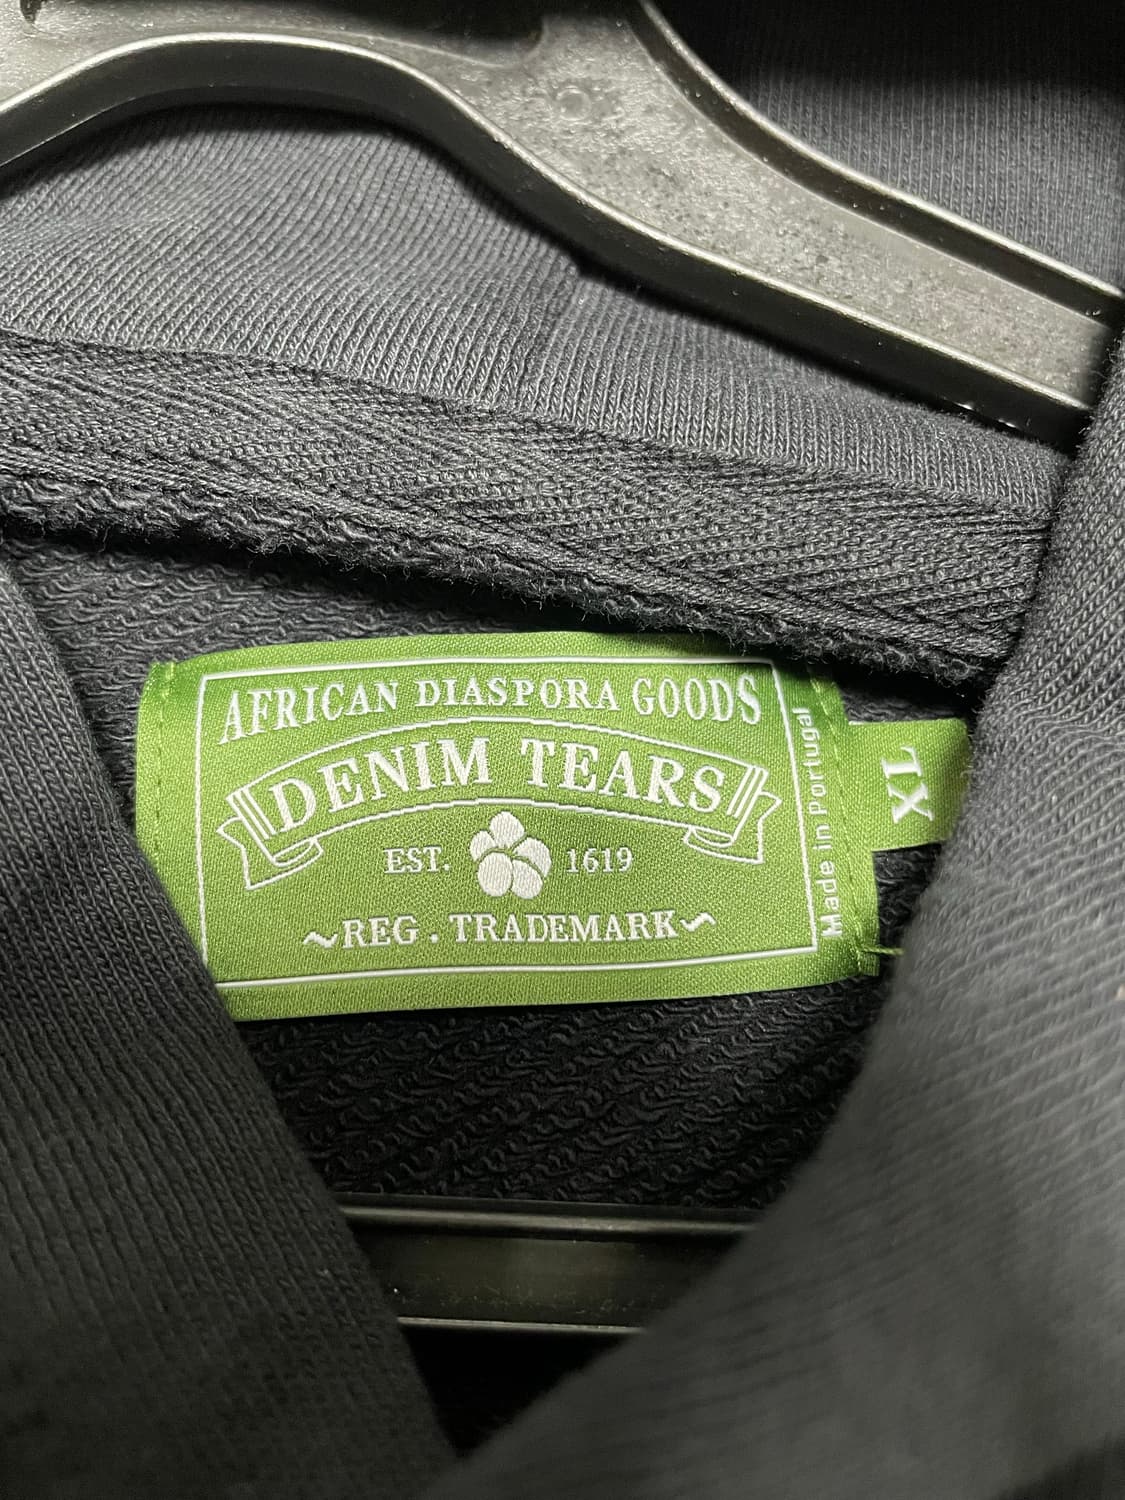 AFRICAN DIASPORA GOODS
DENIM TEARS
EST. 1619
~REG . TRADEMARK~
Made in Portugal
XL